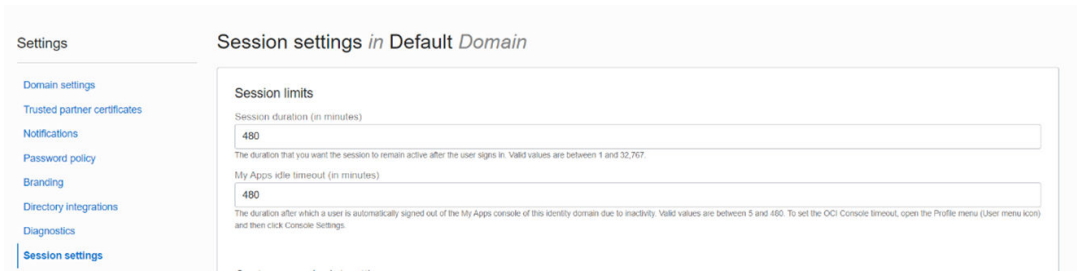 Settings
Session settings in Default Domain
Domain settings
Trusted partner certificates
Notifications
Password policy
Branding
Directory integrations
Diagnostics
Session settings
Session limits
Session duration (in minutes)
480
The duration that you want the session to remain active after the user signs in. Valid values are between 1 and 32,767.
My Apps idle timeout (in minutes)
480
The duration after which a user is automatically signed out of the My Apps console of this identity domain due to inactivity. Valid values are between 5 and 480. To set the OCI Console timeout, open the Profile menu (User menu icon)
and then click Console Settings.